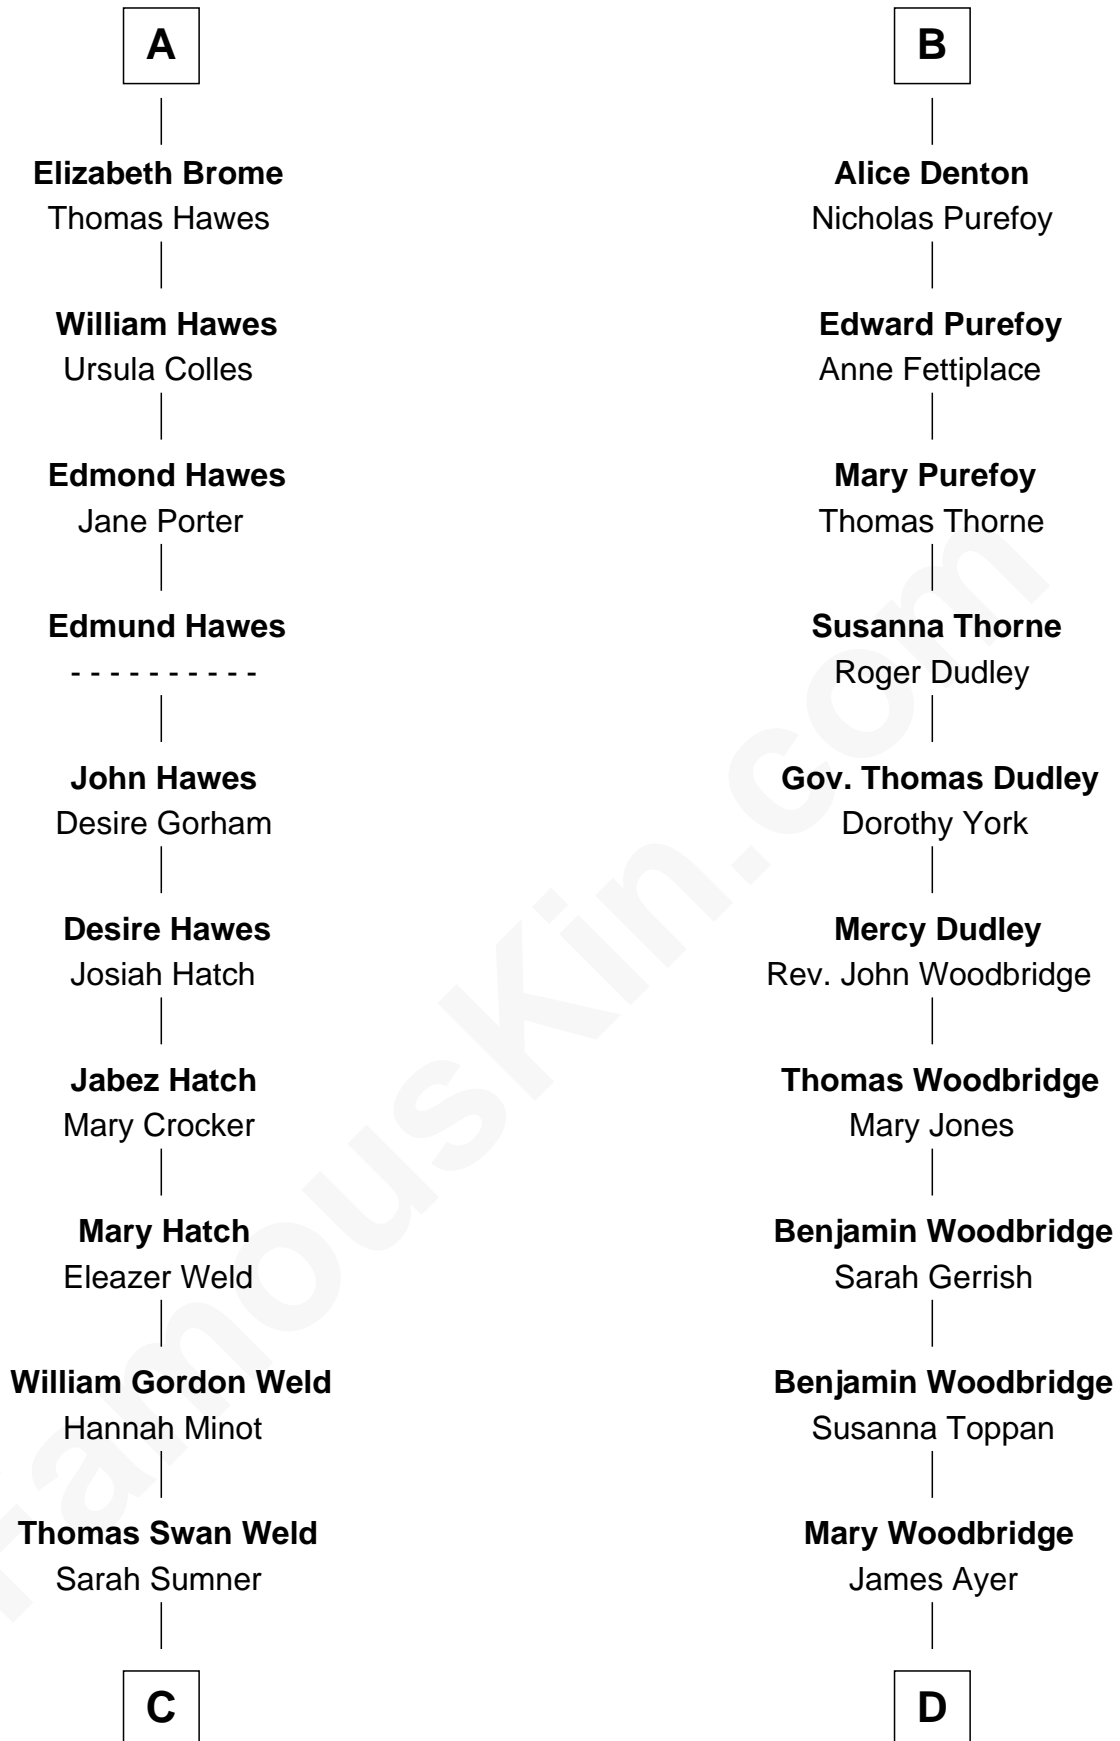 A
Elizabeth Brome
Thomas Hawes
William Hawes
Ursula Colles
Edmond Hawes
Jane Porter
Edmund Hawes
- - - - - - - - - -
John Hawes
Desire Gorham
Desire Hawes
Josiah Hatch
Jabez Hatch
Mary Crocker
Mary Hatch
Eleazer Weld
William Gordon Weld
Hannah Minot
Thomas Swan Weld
Sarah Sumner
C
B
Alice Denton
Nicholas Purefoy
Edward Purefoy
Anne Fettiplace
Mary Purefoy
Thomas Thorne
Susanna Thorne
Roger Dudley
Gov. Thomas Dudley
Dorothy York
Mercy Dudley
Rev. John Woodbridge
Thomas Woodbridge
Mary Jones
Benjamin Woodbridge
Sarah Gerrish
Benjamin Woodbridge
Susanna Toppan
Mary Woodbridge
James Ayer
D
FamousKin.com